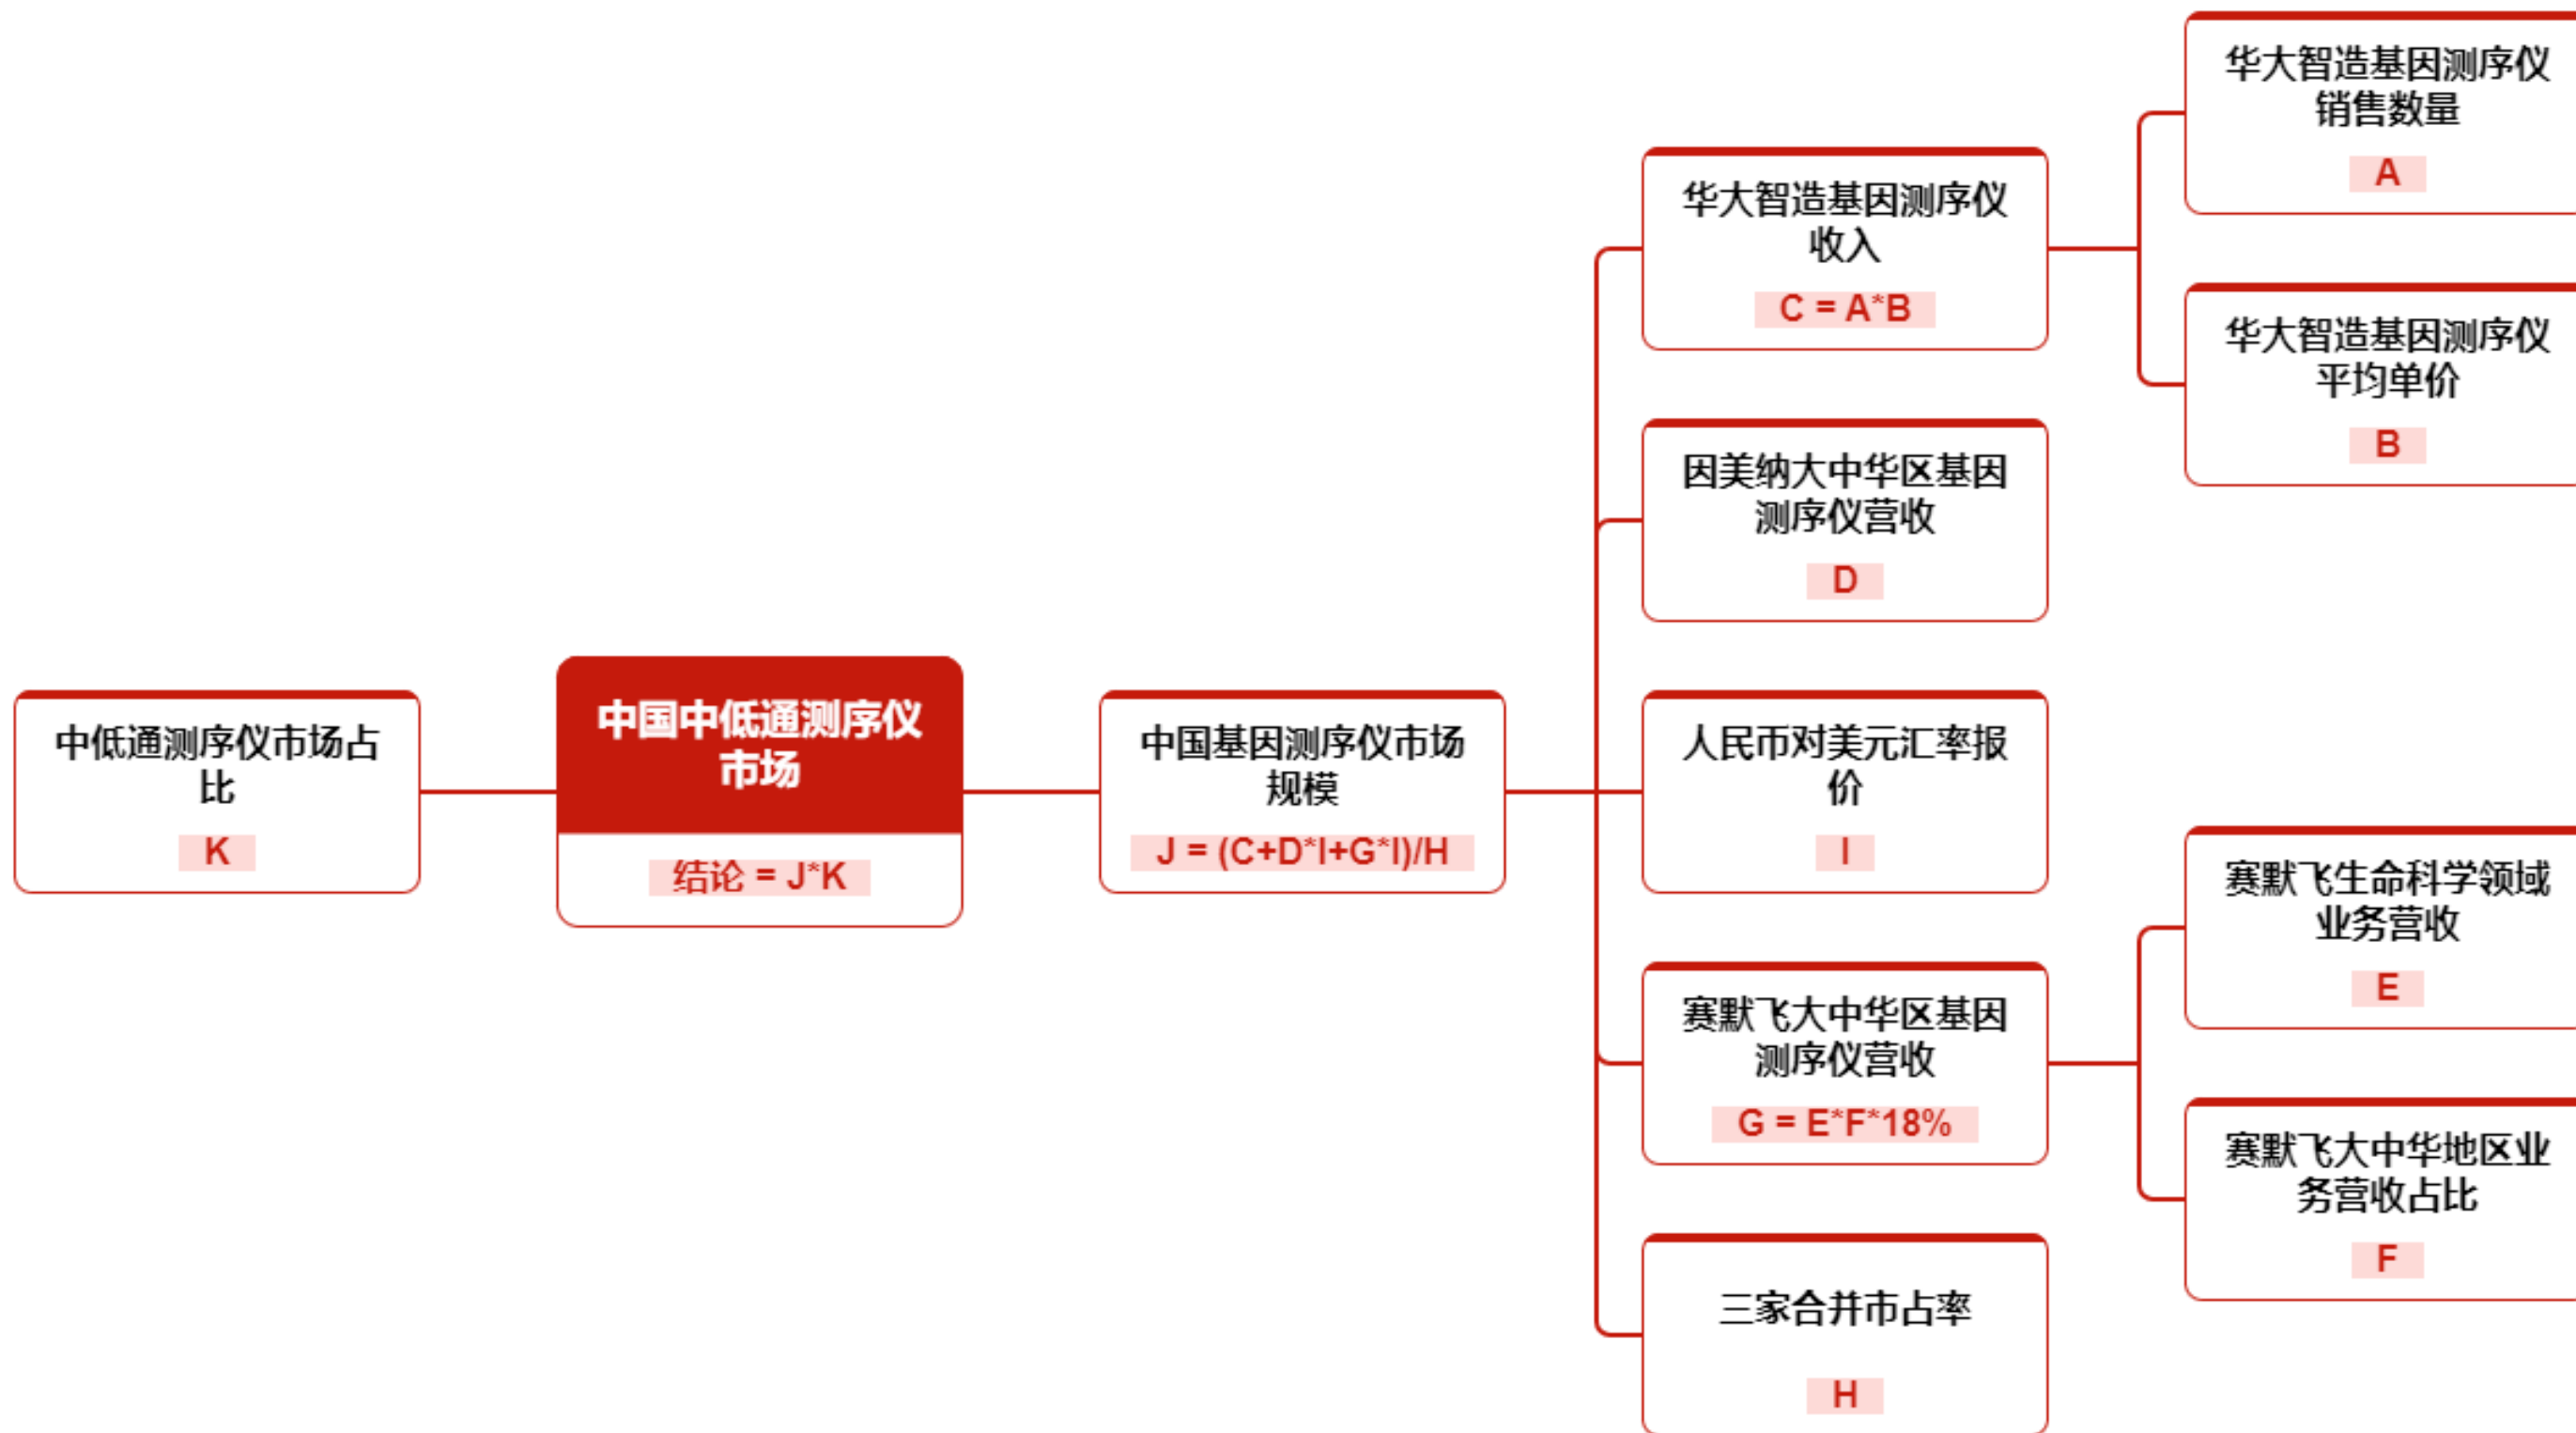 中低通测序仪市场占
比
K
中国中低通测序仪
市场
结论 = J*K
中国基因测序仪市场
规模
J = (C+D*I+G*I)/H
华大智造基因测序仪
收入
C = A*B
因美纳大中华区基因
测序仪营收
D
人民币对美元汇率报
价
I
赛默飞大中华区基因
测序仪营收
G = E*F*18%
三家合并市占率
H
华大智造基因测序仪
销售数量
A
华大智造基因测序仪
平均单价
B
赛默飞生命科学领域
业务营收
E
赛默飞大中华地区业
务营收占比
F